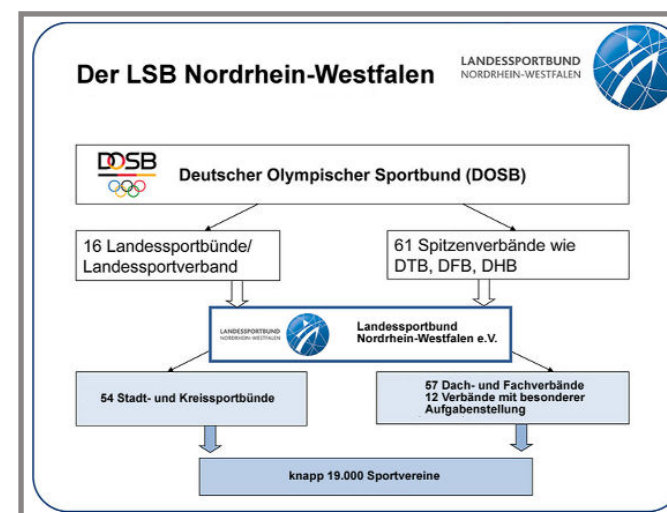 Der LSB Nordrhein-Westfalen
LANDESSPORTBUND
NORDRHEIN-WESTFALEN
DOSB
Deutscher Olympischer Sportbund (DOSB)
16 Landessportbünde/
Landessportverband
61 Spitzenverbände wie
DTB, DFB, DHB
LANDESSPORTBUND
NORDRHEIN-WESTFALEN
Landessportbund
Nordrhein-Westfalen e.V.
54 Stadt- und Kreissportbünde
57 Dach- und Fachverbände
12 Verbände mit besonderer
Aufgabenstellung
knapp 19.000 Sportvereine